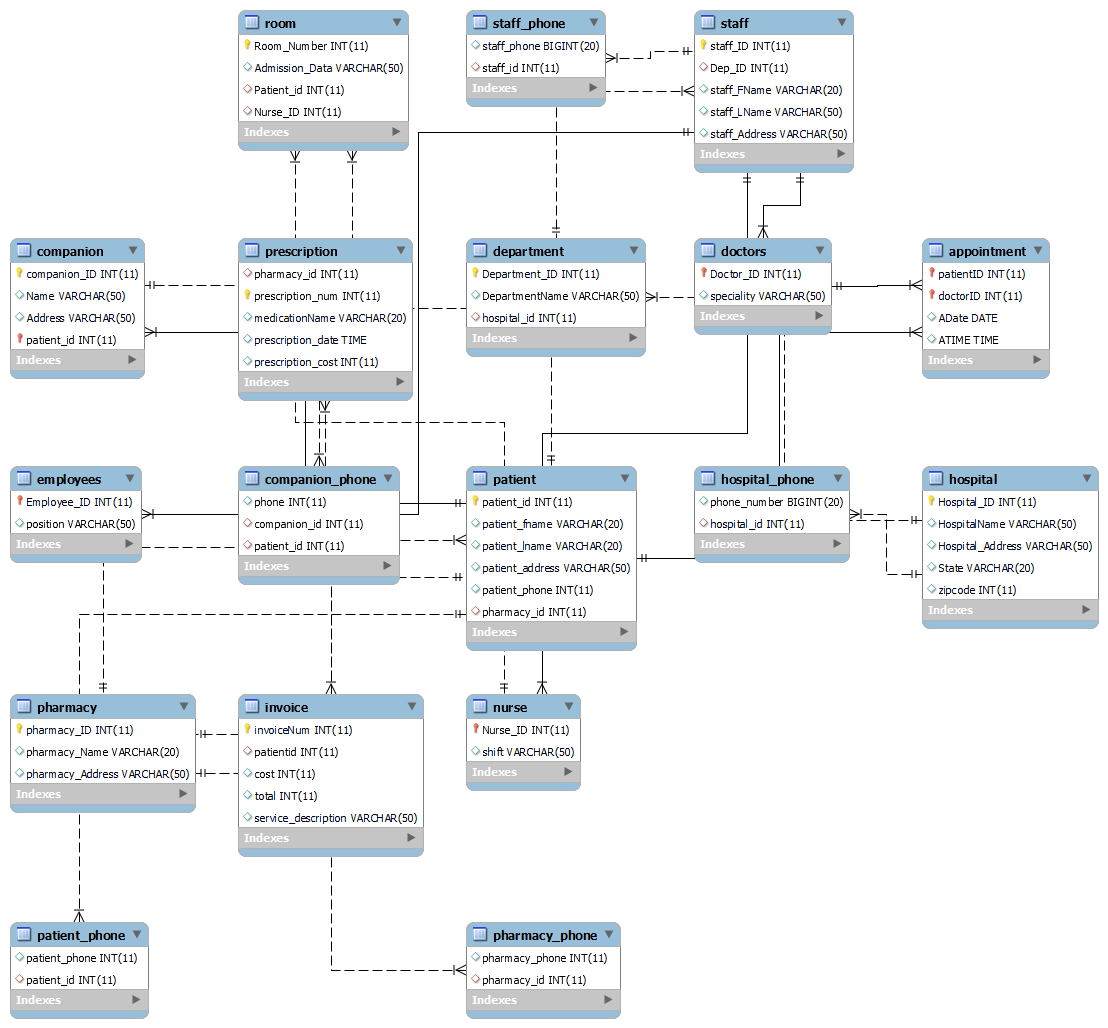 room
Room_Number INT(11)
Admission_Data VARCHAR(50)
Patient_id INT(11)
Nurse_ID INT(11)
Indexes
staff_phone
staff_phone BIGINT(20)
staff_id INT(11)
Indexes
staff
staff_ID INT(11)
Dep_ID INT(11)
staff_FName VARCHAR(20)
staff_LName VARCHAR(50)
staff_Address VARCHAR(50)
Indexes
companion
companion_ID INT(11)
Name VARCHAR(50)
Address VARCHAR(50)
patient_id INT(11)
Indexes
prescription
pharmacy_id INT(11)
prescription_num INT(11)
medicationName VARCHAR(20)
prescription_date TIME
prescription_cost INT(11)
Indexes
department
Department_ID INT(11)
DepartmentName VARCHAR(50)
hospital_id INT(11)
Indexes
doctors
Doctor_ID INT(11)
speciality VARCHAR(50)
Indexes
appointment
patientID INT(11)
doctorID INT(11)
ADate DATE
ATIME TIME
Indexes
employees
Employee_ID INT(11)
position VARCHAR(50)
Indexes
companion_phone
phone INT(11)
companion_id INT(11)
patient_id INT(11)
Indexes
patient
patient_id INT(11)
patient_fname VARCHAR(20)
patient_lname VARCHAR(20)
patient_address VARCHAR(50)
patient_phone INT(11)
pharmacy_id INT(11)
Indexes
hospital_phone
phone_number BIGINT(20)
hospital_id INT(11)
Indexes
hospital
Hospital_ID INT(11)
HospitalName VARCHAR(50)
Hospital_Address VARCHAR(50)
State VARCHAR(20)
zipcode INT(11)
Indexes
pharmacy
pharmacy_ID INT(11)
pharmacy_Name VARCHAR(20)
pharmacy_Address VARCHAR(50)
Indexes
invoice
invoiceNum INT(11)
patientid INT(11)
cost INT(11)
total INT(11)
service_description VARCHAR(50)
Indexes
nurse
Nurse_ID INT(11)
shift VARCHAR(50)
Indexes
patient_phone
patient_phone INT(11)
patient_id INT(11)
Indexes
pharmacy_phone
pharmacy_phone INT(11)
pharmacy_id INT(11)
Indexes